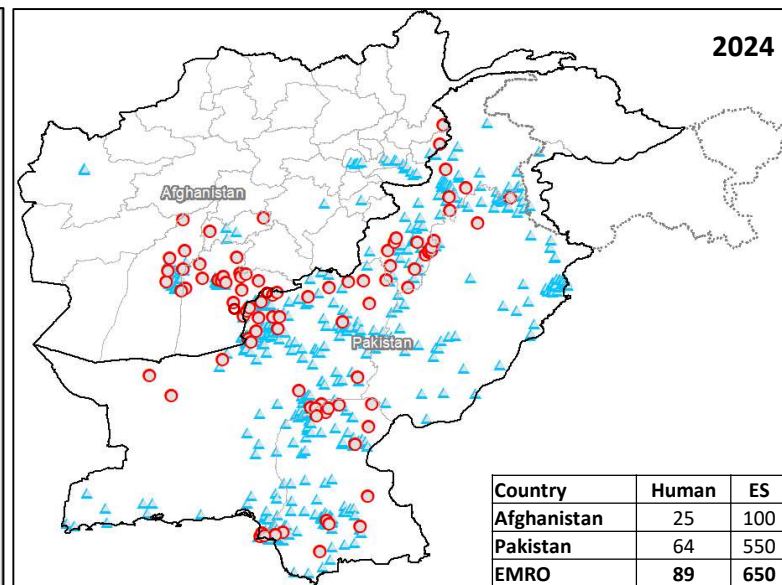 2024
Afghanistan
Pakistan
Country Human ES
Afghanistan 25 100
Pakistan 64 550
EMRO 89 650